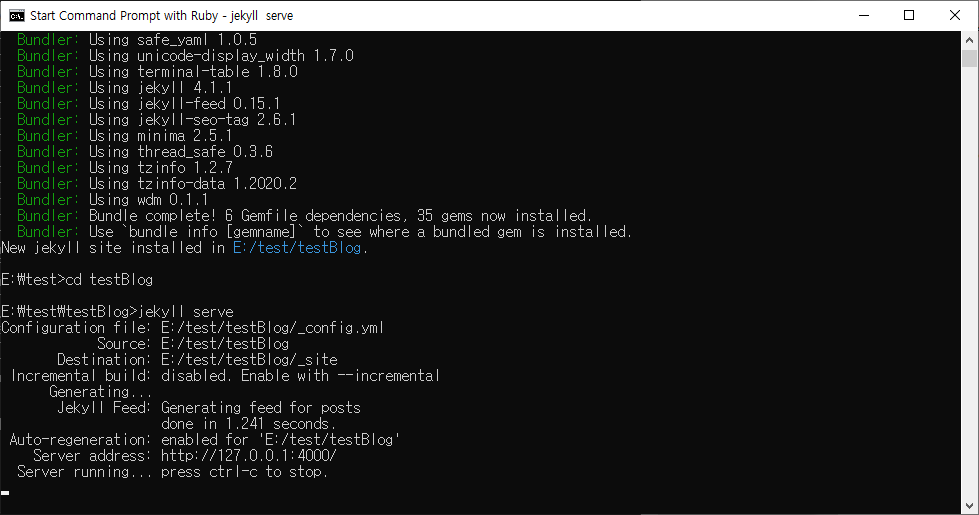 Start Command Prompt with Ruby - jekyll  serve
Bundler: Using safe_yaml 1.0.5
Bundler: Using unicode-display_width 1.7.0
Bundler: Using terminal-table 1.8.0
Bundler: Using jekyll 4.1.1
Bundler: Using jekyll-feed 0.15.1
Bundler: Using jekyll-seo-tag 2.6.1
Bundler: Using minima 2.5.1
Bundler: Using thread_safe 0.3.6
Bundler: Using tzinfo 1.2.7
Bundler: Using tzinfo-data 1.2020.2
Bundler: Using wdm 0.1.1
Bundler: Bundle complete! 6 Gemfile dependencies, 35 gems now installed.
Bundler: Use `bundle info [gemname]` to see where a bundled gem is installed.
New jekyll site installed in E:/test/testBlog.
E:₩test>cd testBlog
E:₩test₩testBlog>jekyll serve
Configuration file: E:/test/testBlog/_config.yml
Source: E:/test/testBlog
Destination: E:/test/testBlog/_site
Incremental build: disabled. Enable with --incremental
Generating...
Jekyll Feed: Generating feed for posts
done in 1.241 seconds.
Auto-regeneration: enabled for 'E:/test/testBlog'
Server address: http://127.0.0.1:4000/
Server running... press ctrl-c to stop.